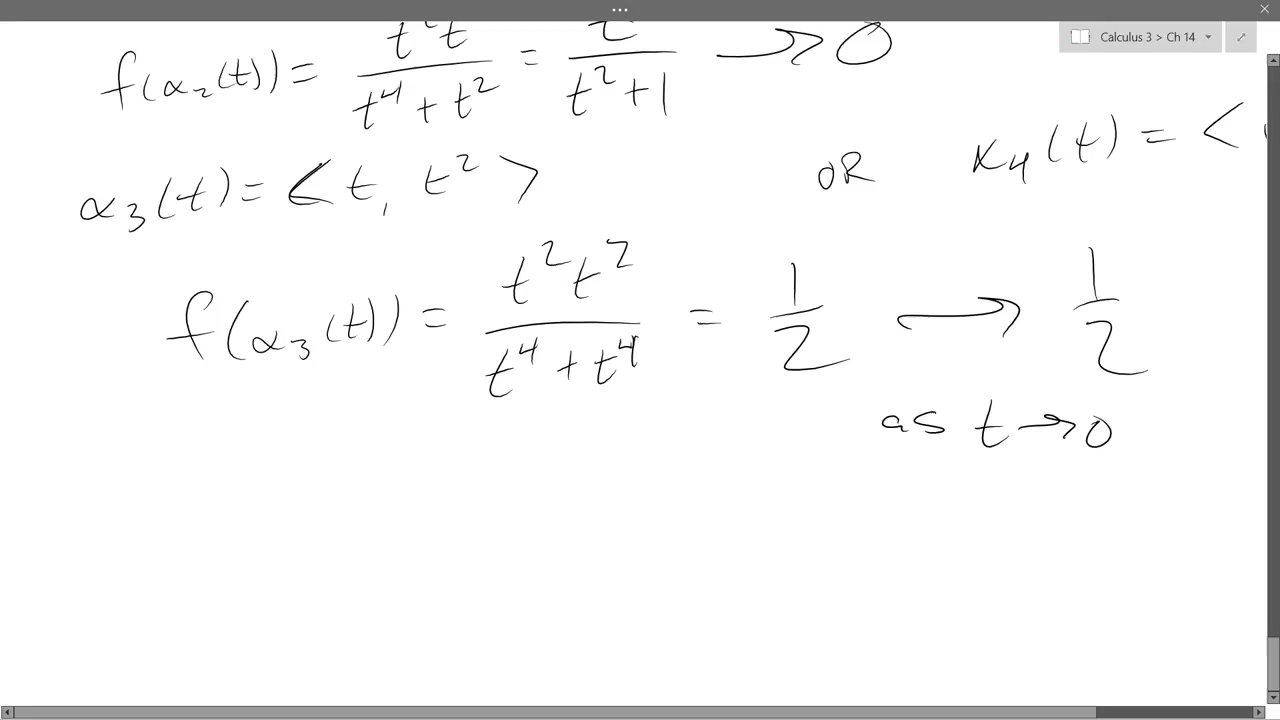 Calculus 3 > Ch 14
f(α₂(t)) = t²t / t⁴ + t² = t / t² + 1 → 0
α₃(t) = < t, t² > OR α₄(t) = <
f(α₃(t)) = t²t² / t⁴ + t⁴ = 1/2 → 1/2
as t → 0